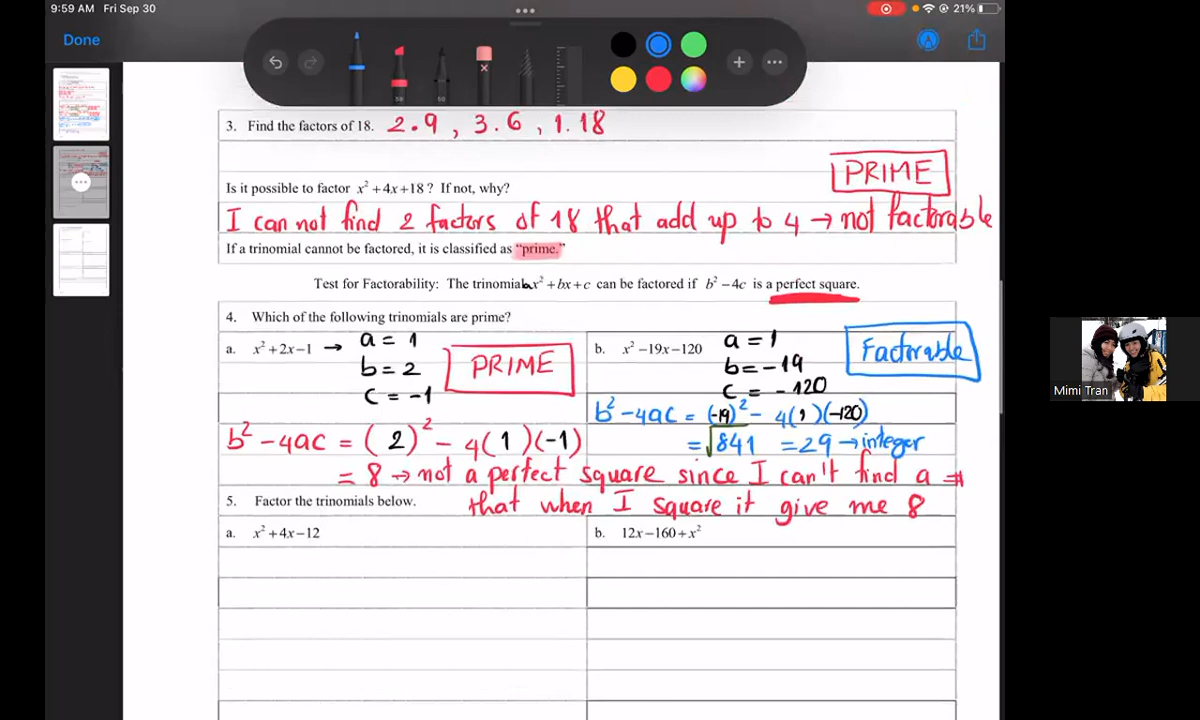 9:59 AM Fri Sep 30
21%
Done
3. Find the factors of 18. 2.9 , 3.6 , 1.18
PRIME
Is it possible to factor x² + 4x + 18 ? If not, why?
I can not find 2 factors of 18 that add up to 4 → not factorable
If a trinomial cannot be factored, it is classified as "prime."
Test for Factorability: The trinomial ax² + bx + c can be factored if b² − 4c is a perfect square.
4. Which of the following trinomials are prime?
a. x² + 2x − 1 → a = 1
b = 2
c = -1
PRIME
b² - 4ac = (2)² - 4(1)(-1)
= 8 → not a perfect square since I can't find a #
that when I square it give me 8
b. x² − 19x − 120
a = 1
b = -19
c = -120
Factorable
b² - 4ac = (-19)² - 4(1)(-120)
= √841 = 29 → integer
5. Factor the trinomials below.
a. x² + 4x − 12
b. 12x − 160 + x²
Mimi Tran